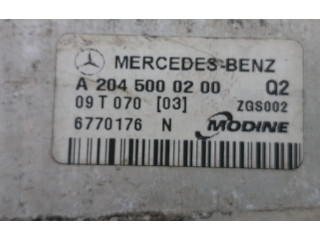 MERCEDES-BENZ
A 204 500 02 00 Q2
09 T 070 [03] ZGS002
6770176 N MODINE